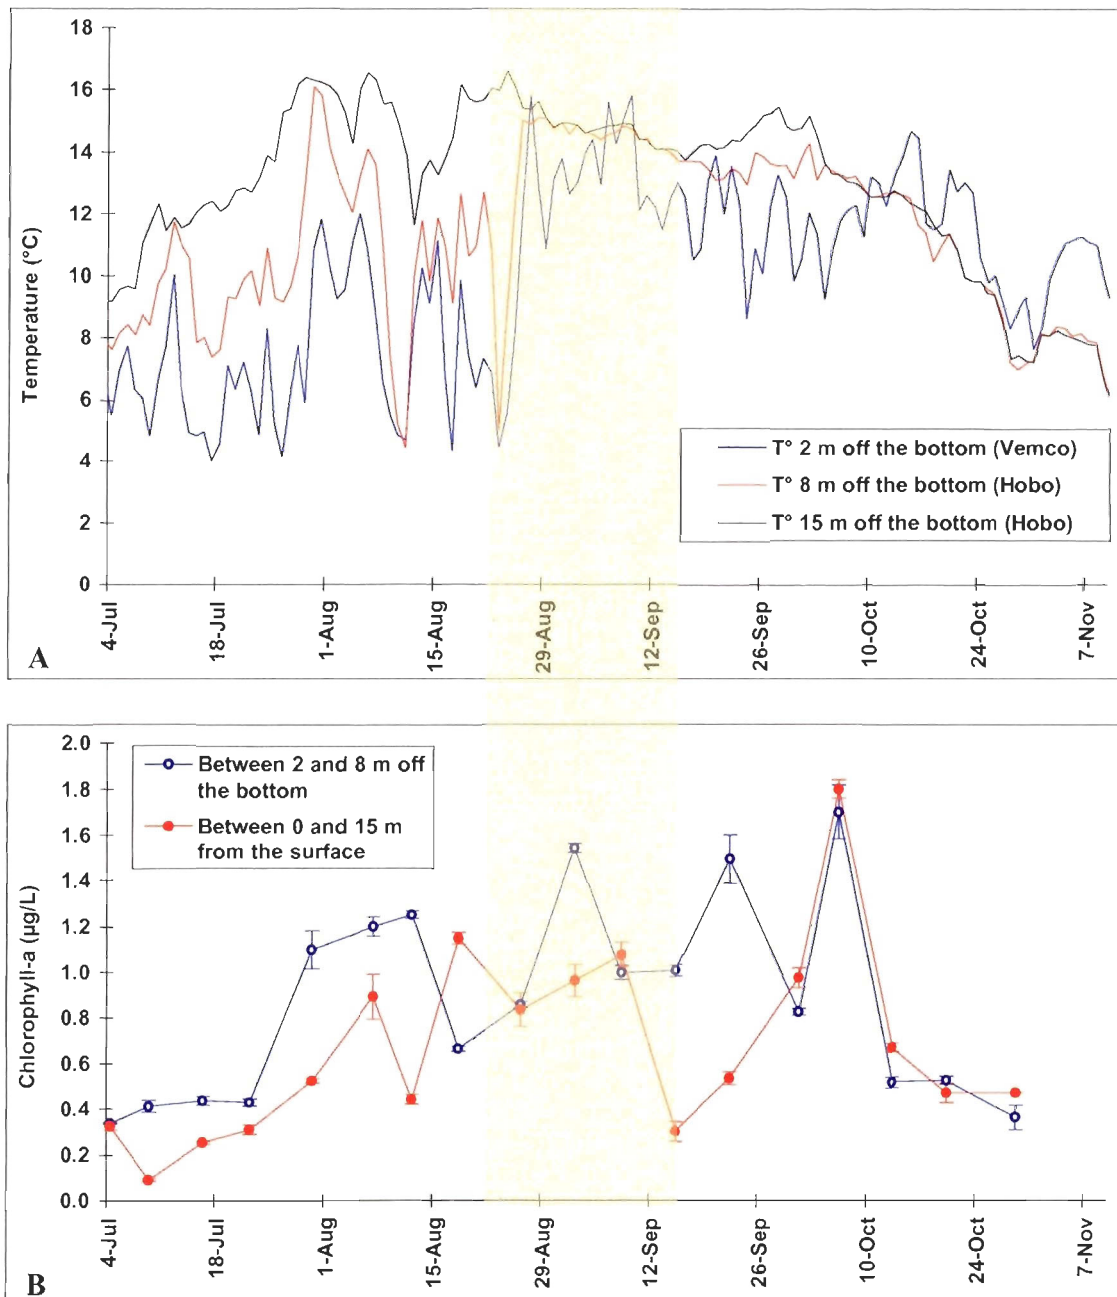 18
16
14
12
10
8
6
4
2
0
Temperature (°C)
T° 2 m off the bottom (Vemco)
T° 8 m off the bottom (Hobo)
T° 15 m off the bottom (Hobo)
4-Jul
18-Jul
1-Aug
15-Aug
29-Aug
12-Sep
26-Sep
10-Oct
24-Oct
7-Nov
A
2.0
1.8
1.6
1.4
1.2
1.0
0.8
0.6
0.4
0.2
0.0
Chlorophyll-a (µg/L)
Between 2 and 8 m off
the bottom
Between 0 and 15 m
from the surface
4-Jul
18-Jul
1-Aug
15-Aug
29-Aug
12-Sep
26-Sep
10-Oct
24-Oct
7-Nov
B